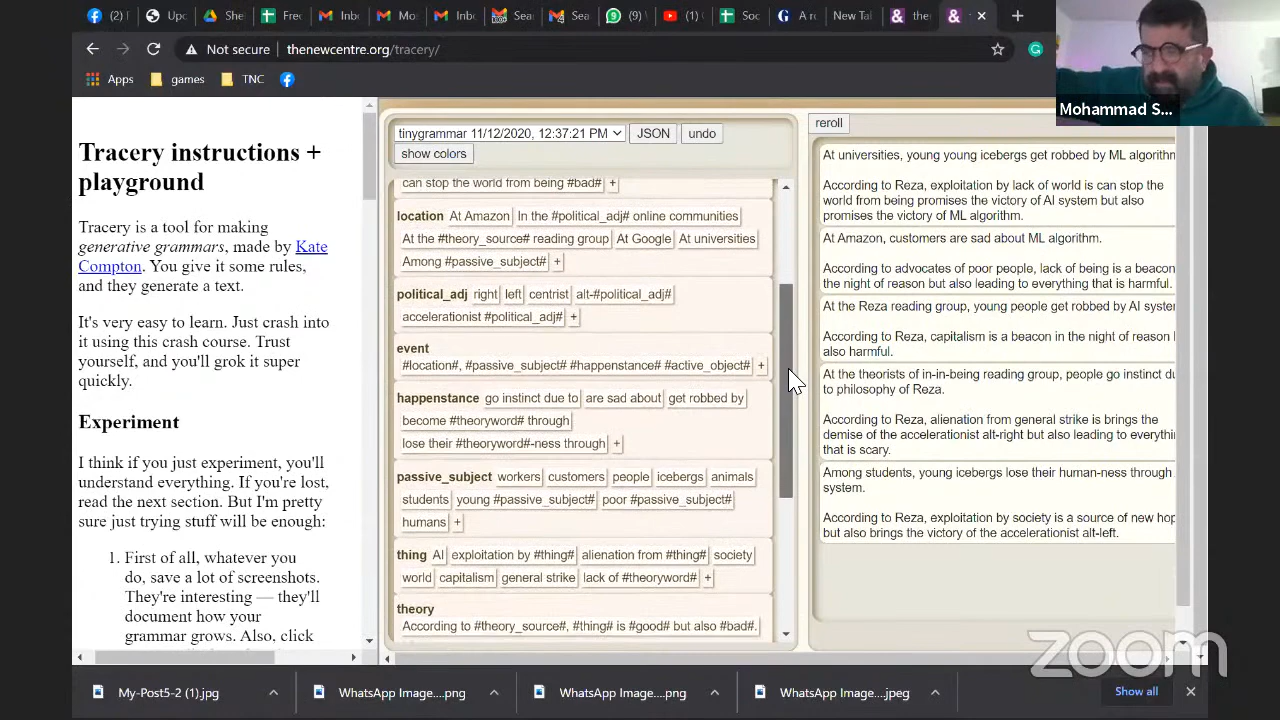 (2) T
Upc
She
Free
Inb
Mo
Inb
Sea
Sea
(9)
(1)
Soc
A ro
New Tal
the
Not secure
thenewcentre.org/tracery/
Apps
games
TNC
Mohammad S...
Tracery instructions +
playground
Tracery is a tool for making
generative grammars, made by Kate
Compton. You give it some rules,
and they generate a text.
It's very easy to learn. Just crash into
it using this crash course. Trust
yourself, and you'll grok it super
quickly.
Experiment
I think if you just experiment, you'll
understand everything. If you're lost,
read the next section. But I'm pretty
sure just trying stuff will be enough:
1. First of all, whatever you
do, save a lot of screenshots.
They're interesting — they'll
document how your
grammar grows. Also, click
tinygrammar 11/12/2020, 12:37:21 PM
JSON
undo
show colors
can stop the world from being #bad# +
location At Amazon In the #political_adj# online communities
At the #theory_source# reading group At Google At universities
Among #passive_subject# +
political_adj right left centrist alt-#political_adj#
accelerationist #political_adj# +
event
#location#, #passive_subject# #happenstance# #active_object# +
happenstance go instinct due to are sad about get robbed by
become #theoryword# through
lose their #theoryword#-ness through +
passive_subject workers customers people icebergs animals
students young #passive_subject# poor #passive_subject#
humans +
thing AI exploitation by #thing# alienation from #thing# society
world capitalism general strike lack of #theoryword# +
theory
According to #theory_source#, #thing# is #good# but also #bad#.
reroll
At universities, young young icebergs get robbed by ML algorithm
According to Reza, exploitation by lack of world is can stop the
world from being promises the victory of AI system but also
promises the victory of ML algorithm.
At Amazon, customers are sad about ML algorithm.
According to advocates of poor people, lack of being is a beacon
the night of reason but also leading to everything that is harmful.
At the Reza reading group, young people get robbed by AI syster
According to Reza, capitalism is a beacon in the night of reason
also harmful.
At the theorists of in-in-being reading group, people go instinct du
to philosophy of Reza.
According to Reza, alienation from general strike is brings the
demise of the accelerationist alt-right but also leading to everythin
that is scary.
Among students, young icebergs lose their human-ness through
system.
According to Reza, exploitation by society is a source of new hop
but also brings the victory of the accelerationist alt-left.
zoom
My-Post5-2 (1).jpg
WhatsApp Image....png
WhatsApp Image....png
WhatsApp Image....jpeg
Show all